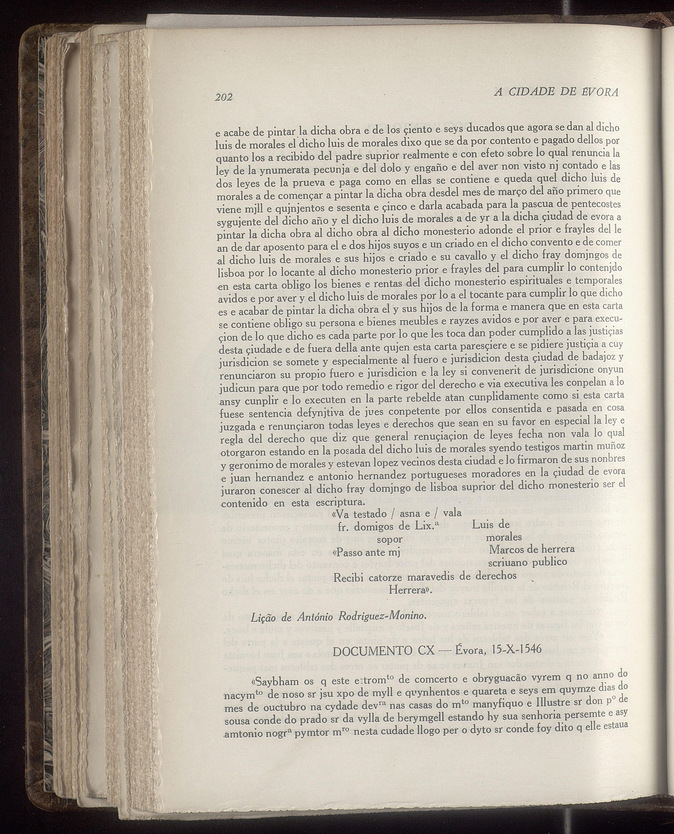 202
A CIDADE DE ÉVORA
e acabe de pintar la dicha obra e de los çiento e seys ducados que agora se dan al dicho
luis de morales el dicho luis de morales dixo que se da por contento e pagado dellos por
quanto los a recibido del padre suprior realmente e con efeto sobre lo qual renuncia la
ley de la ynumerata pecunja e del dolo y engaño e del aver non visto nj contado e las
dos leyes de la prueva e paga como en ellas se contiene e queda quel dicho luis de
morales a de començar a pintar la dicha obra desdel mes de março del año primero que
viene mjll e qujnjentos e sesenta e çinco e darla acabada para la pascua de pentecostes
sygujente del dicho año y el dicho luis de morales a de yr a la dicha çiudad de evora a
pintar la dicha obra al dicho obra al dicho monesterio adonde el prior e frayles del le
an de dar aposento para el e dos hijos suyos e un criado en el dicho convento e de comer
al dicho luis de morales e sus hijos e criado e su cavallo y el dicho fray domjngos de
lisboa por lo locante al dicho monesterio prior e frayles del para cumplir lo contenjdo
en esta carta obligo los bienes e rentas del dicho monesterio espirituales e temporales
avidos e por aver y el dicho luis de morales por lo a el tocante para cumplir lo que dicho
es e acabar de pintar la dicha obra el y sus hijos de la forma e manera que en esta carta
se contiene obligo su persona e bienes meubles e rayzes avidos e por aver e para execu-
çion de lo que dicho es cada parte por lo que les toca dan poder cumplido a las justiçias
desta çiudade e de fuera della ante qujen esta carta paresçiere e se pidiere justiçia a cuy
jurisdicion se somete y especialmente al fuero e jurisdicion desta çiudad de badajoz y
renunciaron su propio fuero e jurisdicion e la ley si convenerit de jurisdicione onyun
judicun para que por todo remedio e rigor del derecho e via executiva les conpelan a lo
ansy cunplir e lo executen en la parte rebelde atan cunplidamente como si esta carta
fuese sentencia defynjtiva de jues conpetente por ellos consentida e pasada en cosa
juzgada e renunçiaron todas leyes e derechos que sean en su favor en especial la ley e
regla del derecho que diz que general renuçiaçion de leyes fecha non vala lo qual
otorgaron estando en la posada del dicho luis de morales syendo testigos martin muñoz
y geronimo de morales y estevan lopez vecinos desta ciudad e lo firmaron de sus nonbres
e juan hernandez e antonio hernandez portugueses moradores en la çiudad de evora
juraron conescer al dicho fray domjngo de lisboa suprior del dicho monesterio ser el
contenido en esta escriptura.
«Va testado / asna e / vala
fr. domigos de Lix.ª Luis de
sopor morales
«Passo ante mj Marcos de herrera
scriuano publico
Recibi catorze maravedis de derechos
Herrera».
Lição de António Rodriguez-Monino.
DOCUMENTO CX — Évora, 15-X-1546
«Saybham os q este estromᵗᵒ de comcerto e obryguacão vyrem q no anno do
nacymᵗᵒ de noso sr jsu xpo de myll e quynhentos e quareta e seys em quymze dias do
mes de ouctubro na cydade devʳᵃ nas casas do mᵗᵒ manyfiquo e Illustre sr don pº de
sousa conde do prado sr da vylla de berymgell estando hy sua senhoria persemte e asy
amtonio nogrª pymtor mʳᵒ nesta cudade llogo per o dyto sr conde foy dito q elle estaua